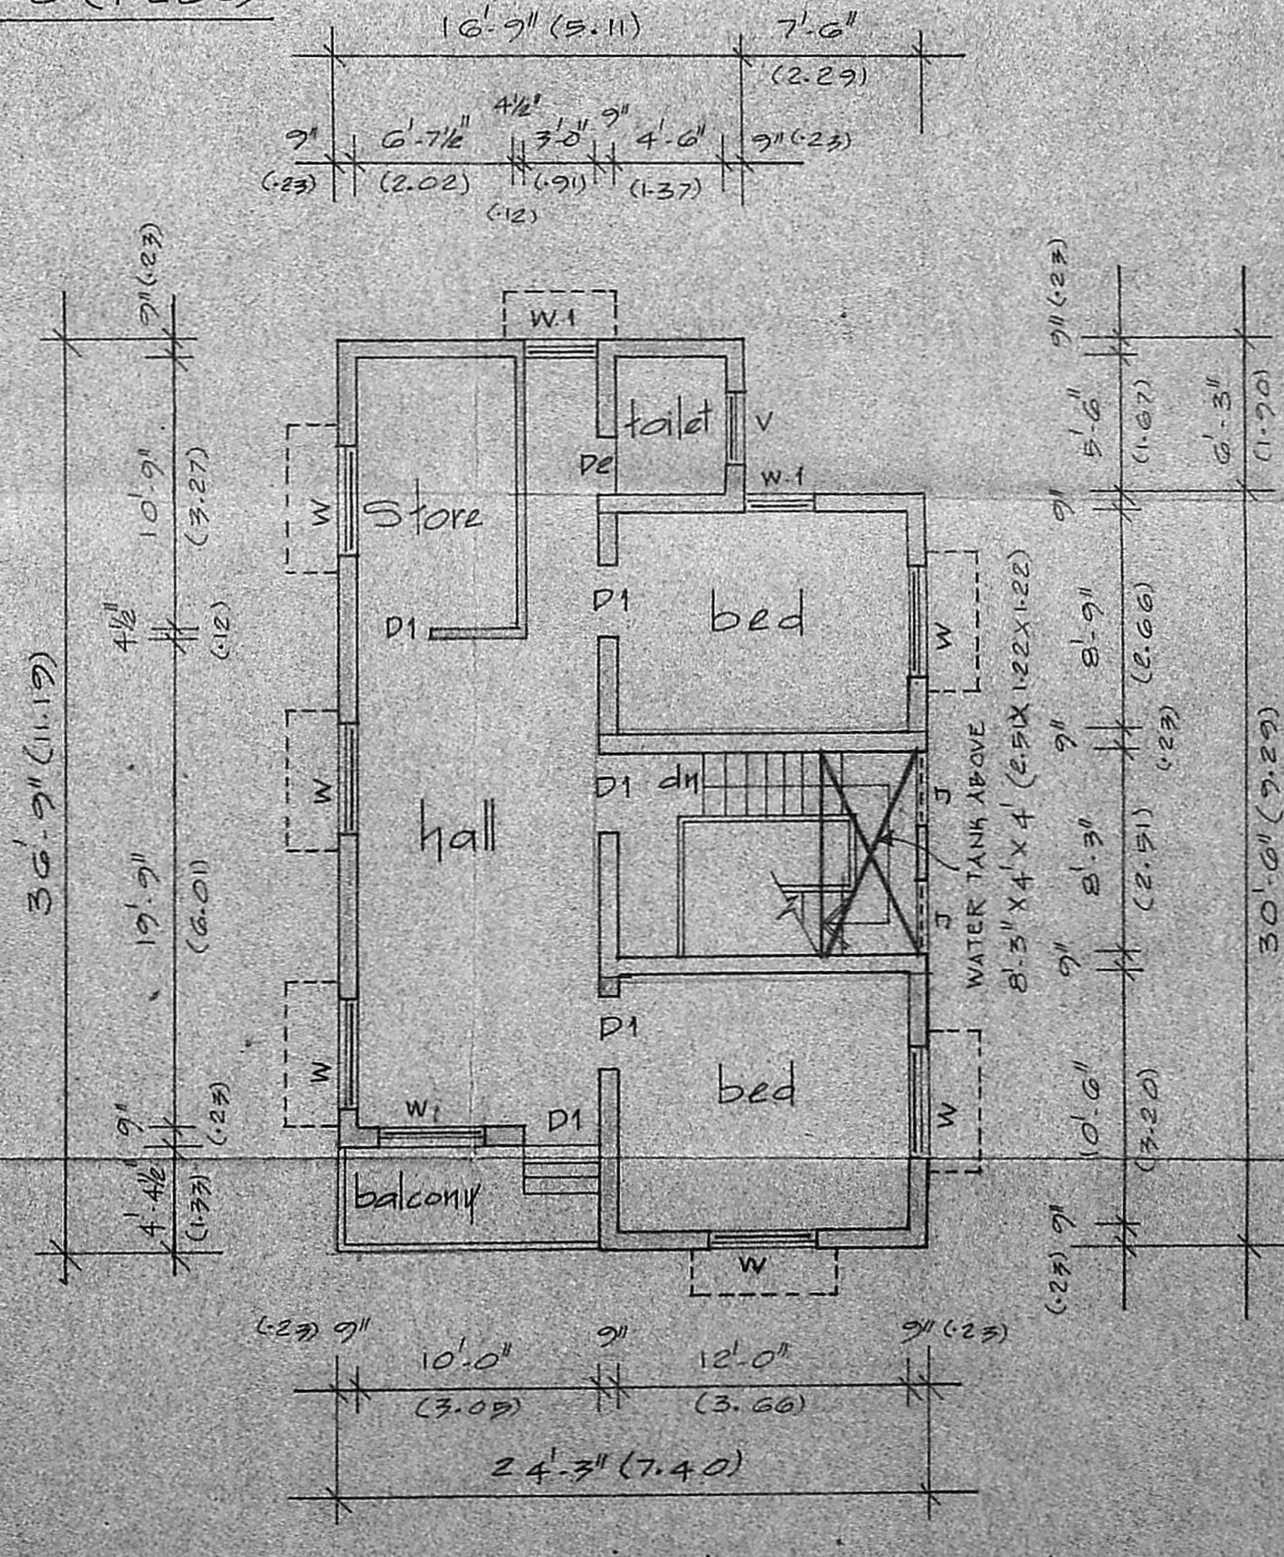 16'-9" (5.11)
7'-6"
(2.29)
4½"
9"
9"
6'-7½"
3'-0"
4'-6"
9" (.23)
(.23)
(2.02)
(.91)
(1.37)
(.12)
9" (.23)
10'-9"
(3.27)
4½"
(.12)
36'-9" (11.19)
19'-9"
(6.01)
9"
(.23)
4'-4½"
(1.33)
W.1
toilet
V
D2
W.1
W
Store
D1
D1
bed
W
W
hall
D1
dn
J
J
WATER TANK ABOVE
8'-3" X 4' X 4' (2.51 X 1.22 X 1.22)
W
D1
bed
W
W1
D1
balcony
W
9" (.23)
5'-6"
(1.67)
6'-3"
(1.90)
9"
8'-9"
(2.66)
9"
(.23)
8'-3"
(2.51)
30'-6" (9.29)
9"
10'-6"
(3.20)
(.23) 9"
(.23) 9"
9"
9" (.23)
10'-0"
12'-0"
(3.05)
(3.66)
24'-3" (7.40)